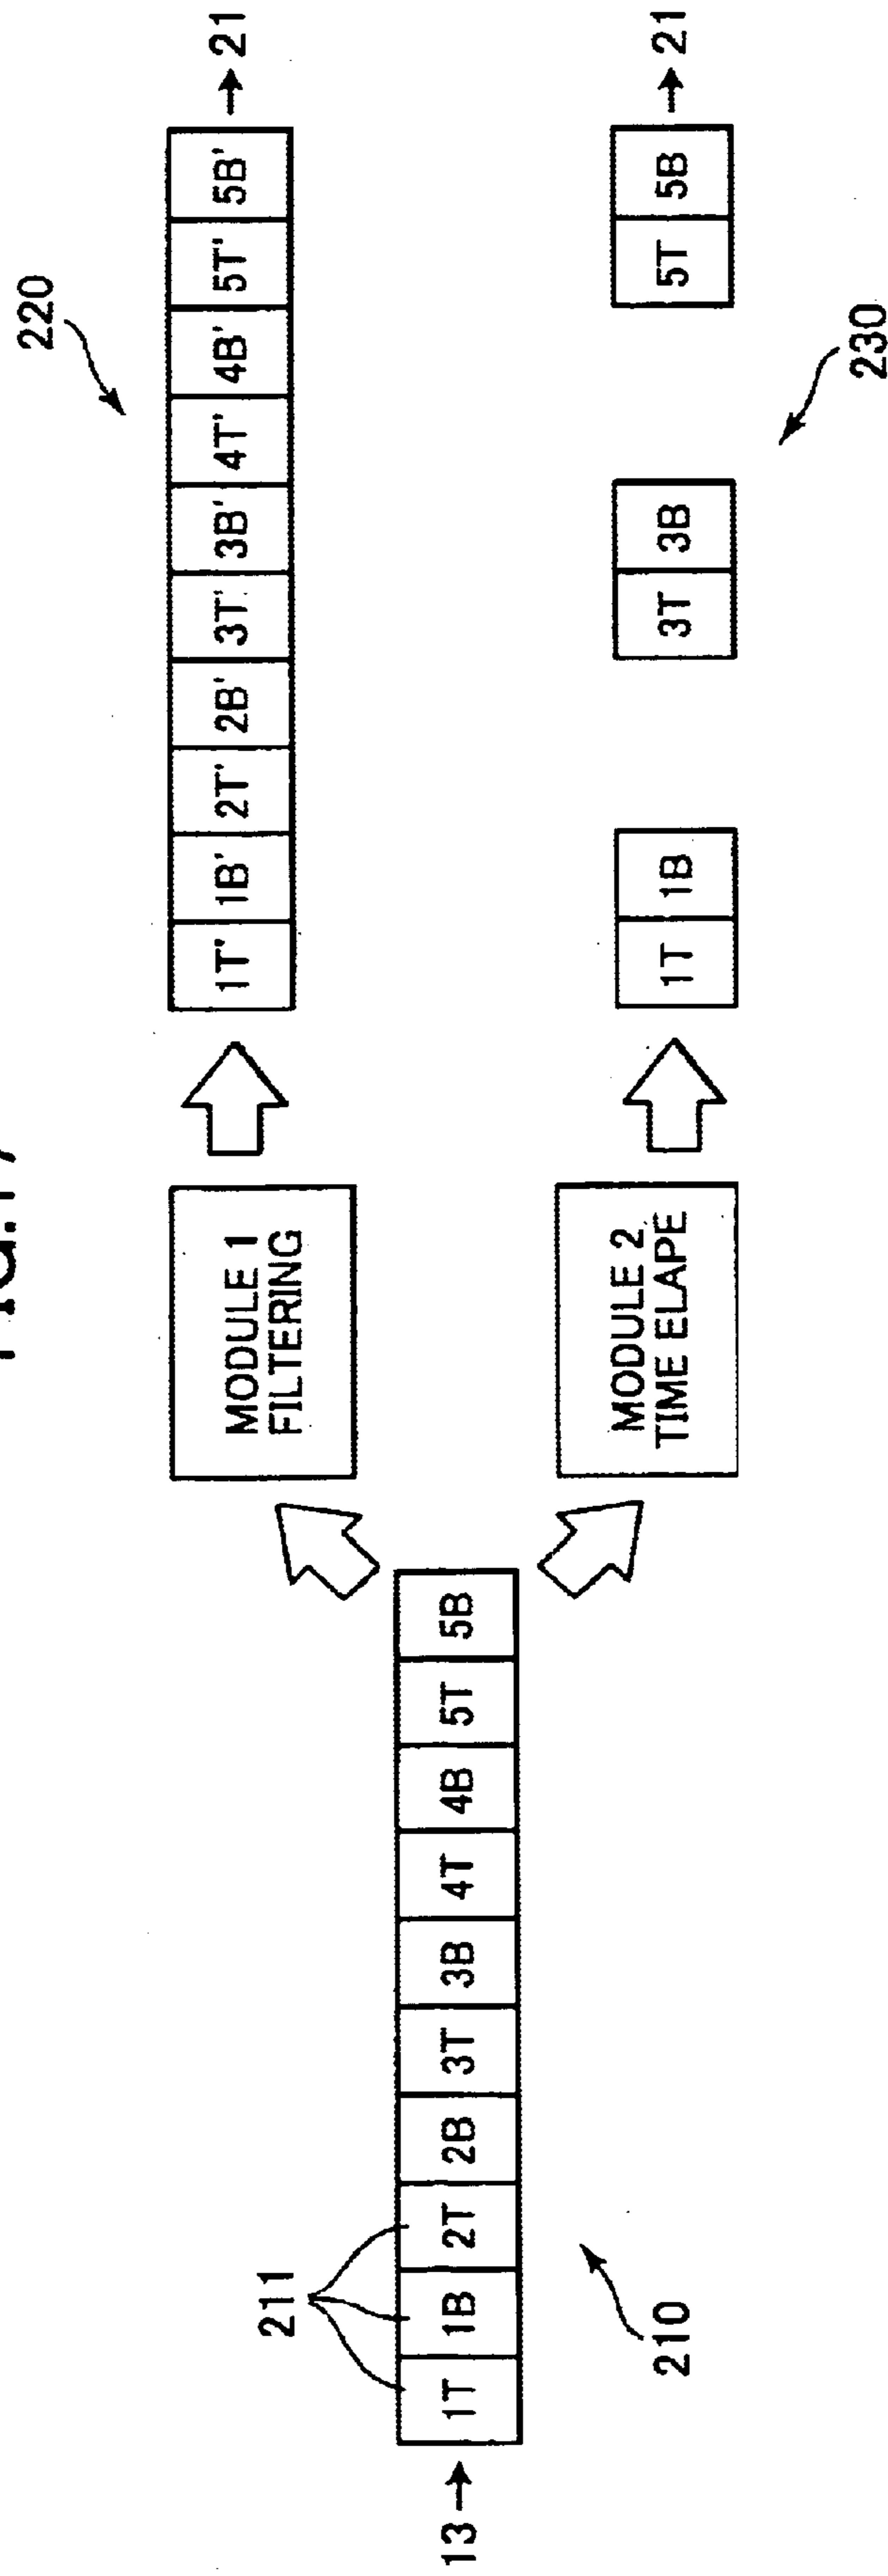 FIG.17
220
1T' 1B' 2T' 2B' 3T' 3B' 4T' 4B' 5T' 5B' → 21
MODULE 1
FILTERING
211
13 → 1T 1B 2T 2B 3T 3B 4T 4B 5T 5B
210
MODULE 2
TIME ELAPE
1T 1B 3T 3B 5T 5B → 21
230